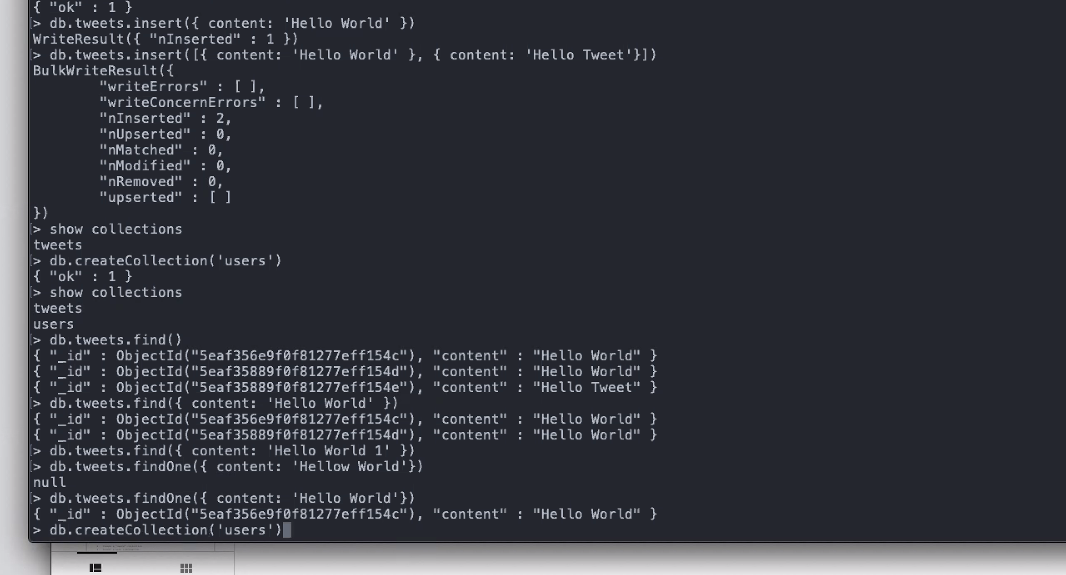 { "ok" : 1 }
> db.tweets.insert({ content: 'Hello World' })
WriteResult({ "nInserted" : 1 })
> db.tweets.insert([{ content: 'Hello World' }, { content: 'Hello Tweet'}])
BulkWriteResult({
"writeErrors" : [ ],
"writeConcernErrors" : [ ],
"nInserted" : 2,
"nUpserted" : 0,
"nMatched" : 0,
"nModified" : 0,
"nRemoved" : 0,
"upserted" : [ ]
})
> show collections
tweets
> db.createCollection('users')
{ "ok" : 1 }
> show collections
tweets
users
> db.tweets.find()
{ "_id" : ObjectId("5eaf356e9f0f81277eff154c"), "content" : "Hello World" }
{ "_id" : ObjectId("5eaf35889f0f81277eff154d"), "content" : "Hello World" }
{ "_id" : ObjectId("5eaf35889f0f81277eff154e"), "content" : "Hello Tweet" }
> db.tweets.find({ content: 'Hello World' })
{ "_id" : ObjectId("5eaf356e9f0f81277eff154c"), "content" : "Hello World" }
{ "_id" : ObjectId("5eaf35889f0f81277eff154d"), "content" : "Hello World" }
> db.tweets.find({ content: 'Hello World 1' })
> db.tweets.findOne({ content: 'Hellow World'})
null
> db.tweets.findOne({ content: 'Hello World'})
{ "_id" : ObjectId("5eaf356e9f0f81277eff154c"), "content" : "Hello World" }
> db.createCollection('users')